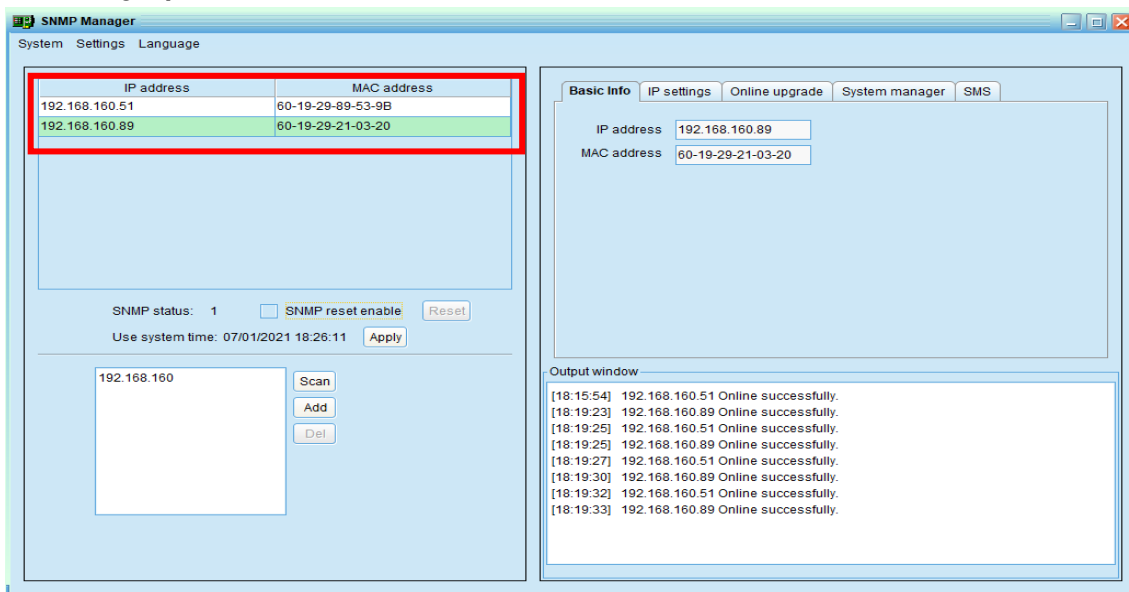 SNMP Manager
System Settings Language
IP address MAC address
192.168.160.51 60-19-29-89-53-9B
192.168.160.89 60-19-29-21-03-20
SNMP status: 1 SNMP reset enable Reset
Use system time: 07/01/2021 18:26:11 Apply
192.168.160
Scan
Add
Del
Basic Info IP settings Online upgrade System manager SMS
IP address 192.168.160.89
MAC address 60-19-29-21-03-20
Output window
[18:15:54] 192.168.160.51 Online successfully.
[18:19:23] 192.168.160.89 Online successfully.
[18:19:25] 192.168.160.51 Online successfully.
[18:19:25] 192.168.160.89 Online successfully.
[18:19:27] 192.168.160.51 Online successfully.
[18:19:30] 192.168.160.89 Online successfully.
[18:19:32] 192.168.160.51 Online successfully.
[18:19:33] 192.168.160.89 Online successfully.